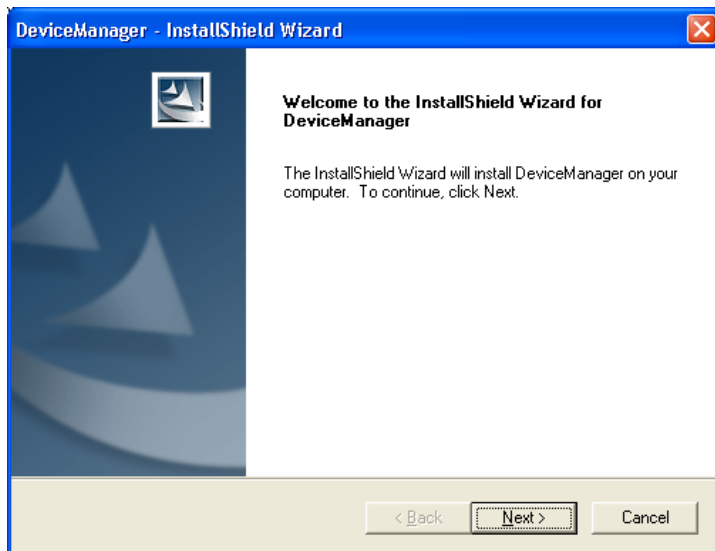 DeviceManager - InstallShield Wizard
Welcome to the InstallShield Wizard for
DeviceManager
The InstallShield Wizard will install DeviceManager on your
computer. To continue, click Next.
< Back
Next >
Cancel